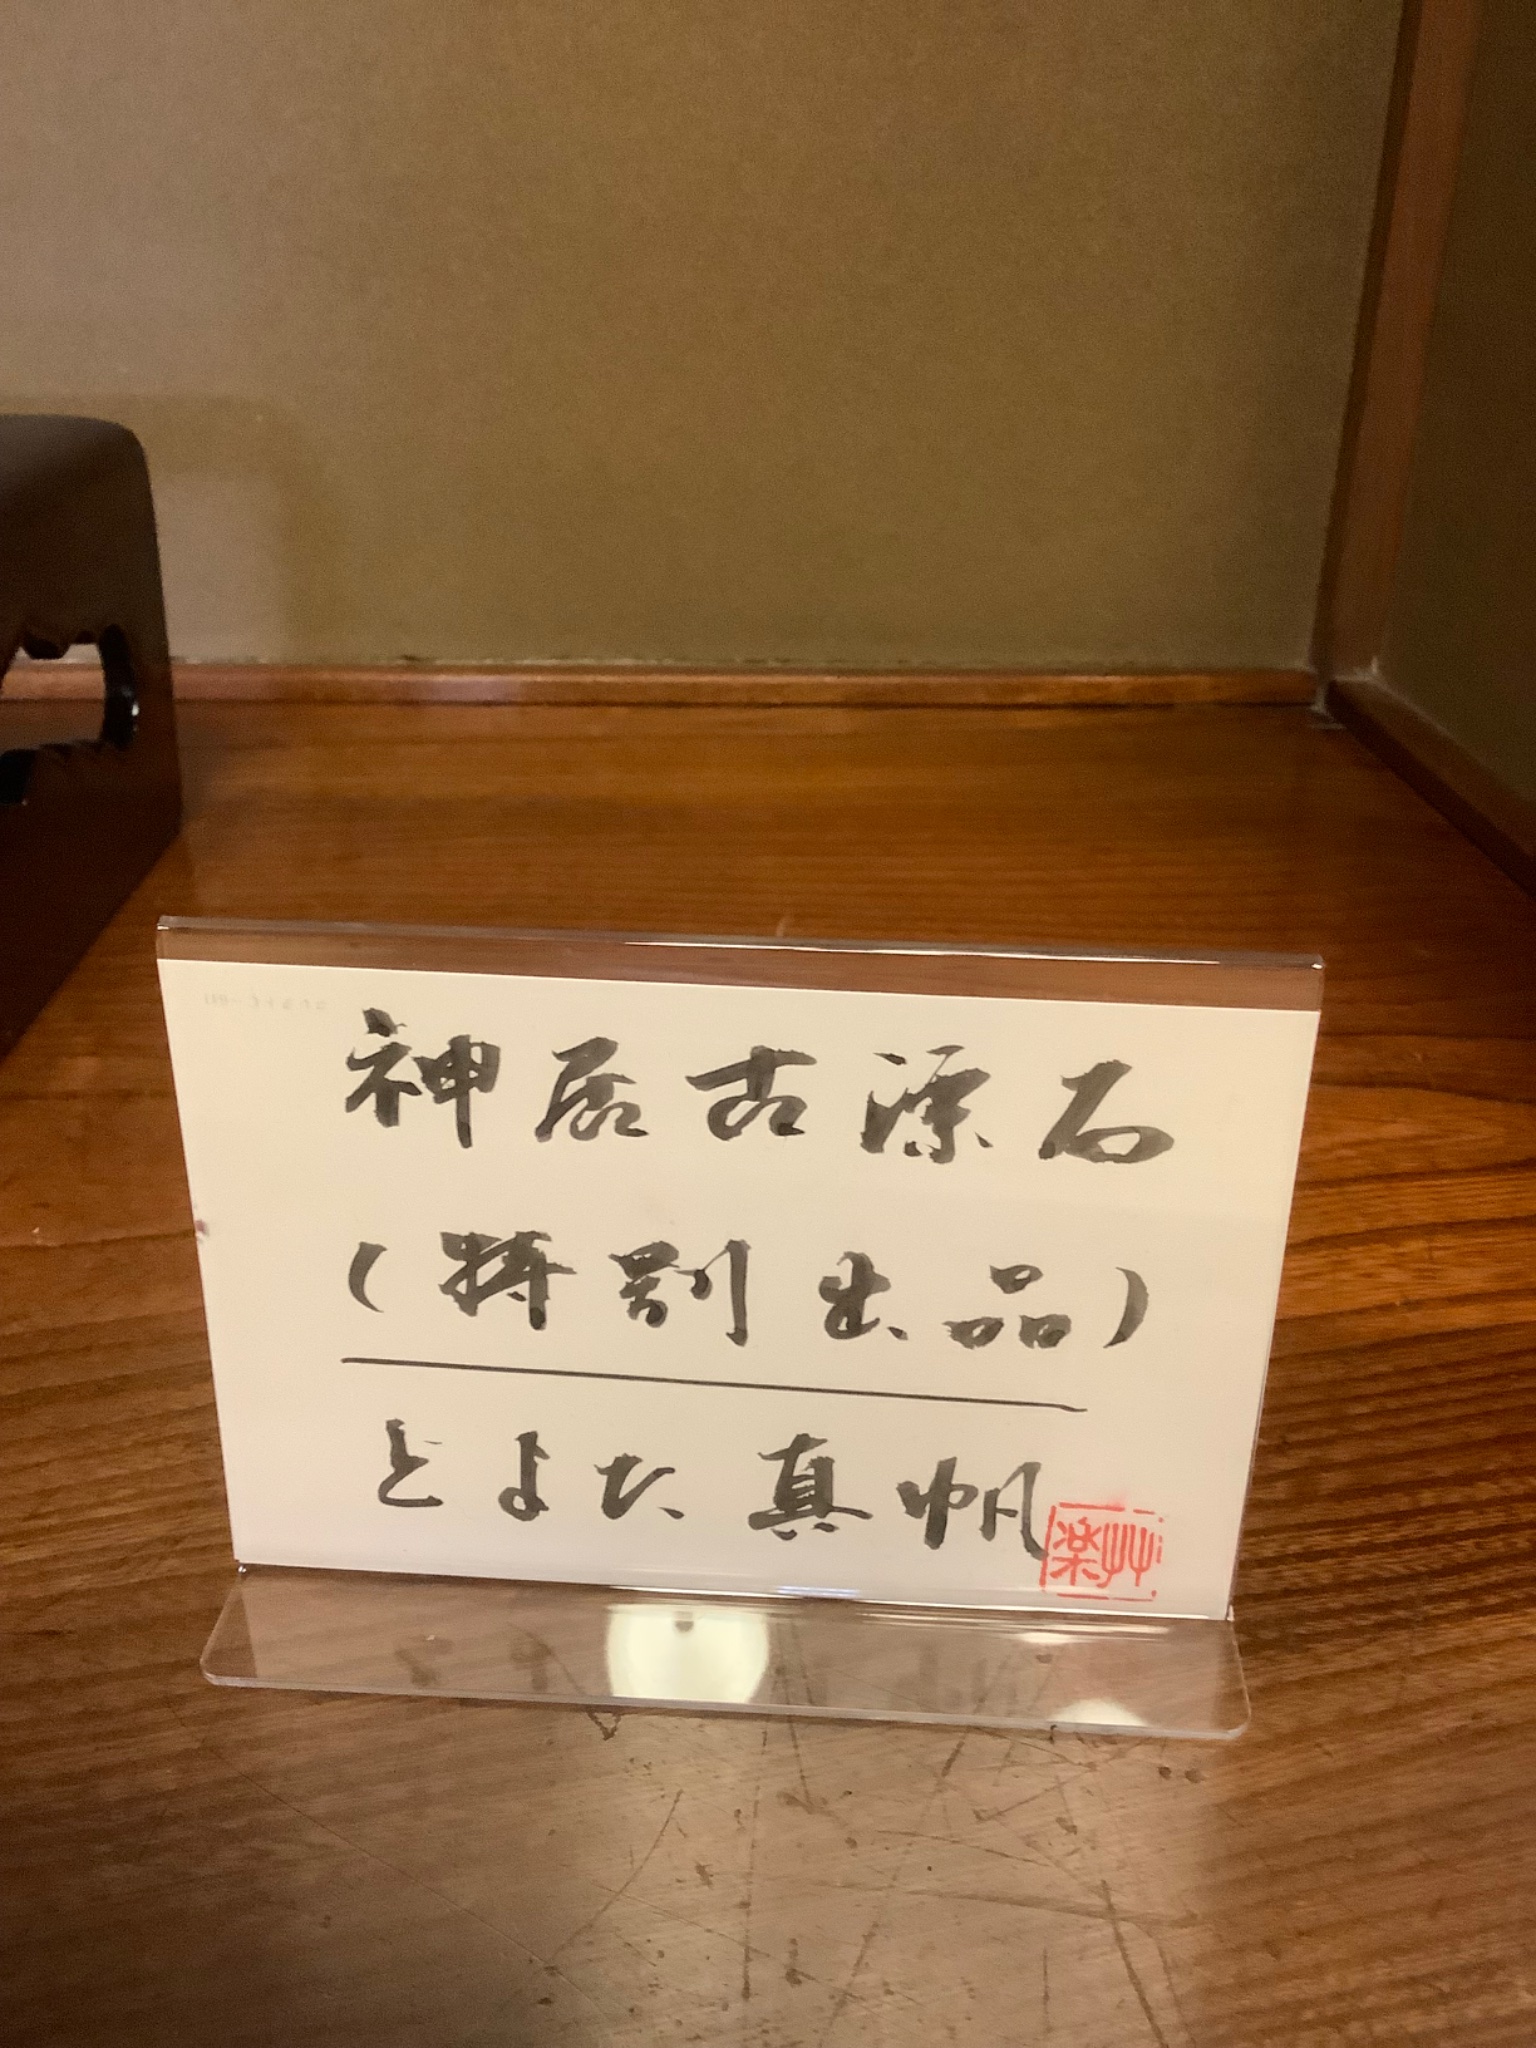 神居古潭石
(特別出品)
とよた真帆